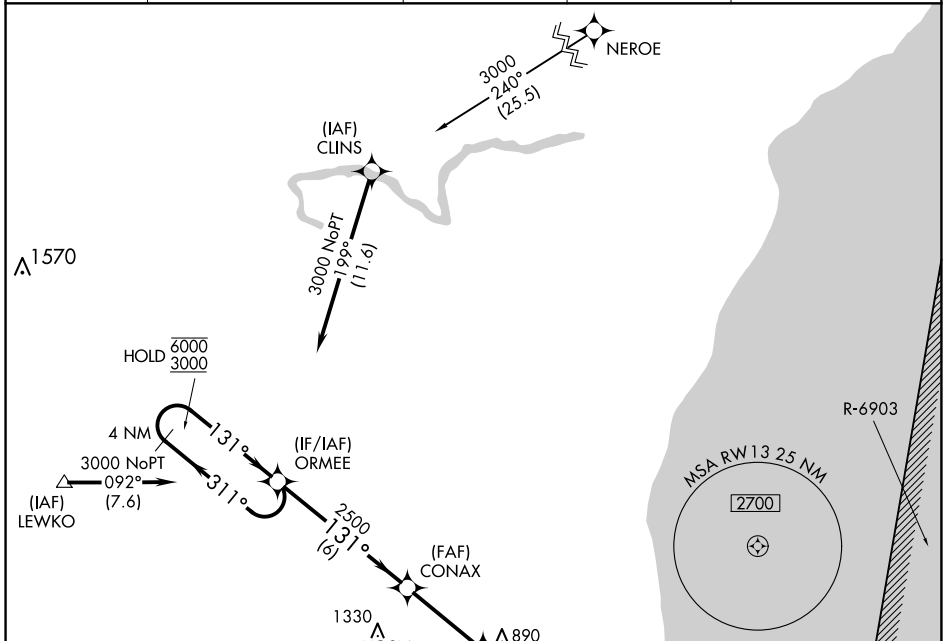 NEROE
3000
240°
(25.5)
(IAF)
CLINS
3000 NoPT
199°
(11.6)
1570
HOLD 6000
3000
4 NM
131°
311°
(IF/IAF)
ORMEE
3000 NoPT
092°
(7.6)
(IAF)
LEWKO
2500
131°
(6)
(FAF)
CONAX
R-6903
MSA RW13 25 NM
2700
1330
890